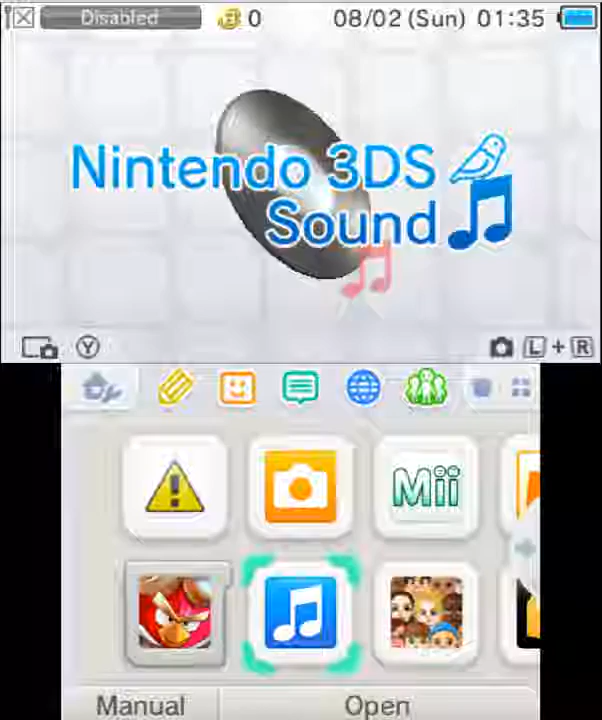 Disabled 0 08/02 (Sun) 01:35
Nintendo 3DS
Sound
Y L + R
Mii
Manual Open